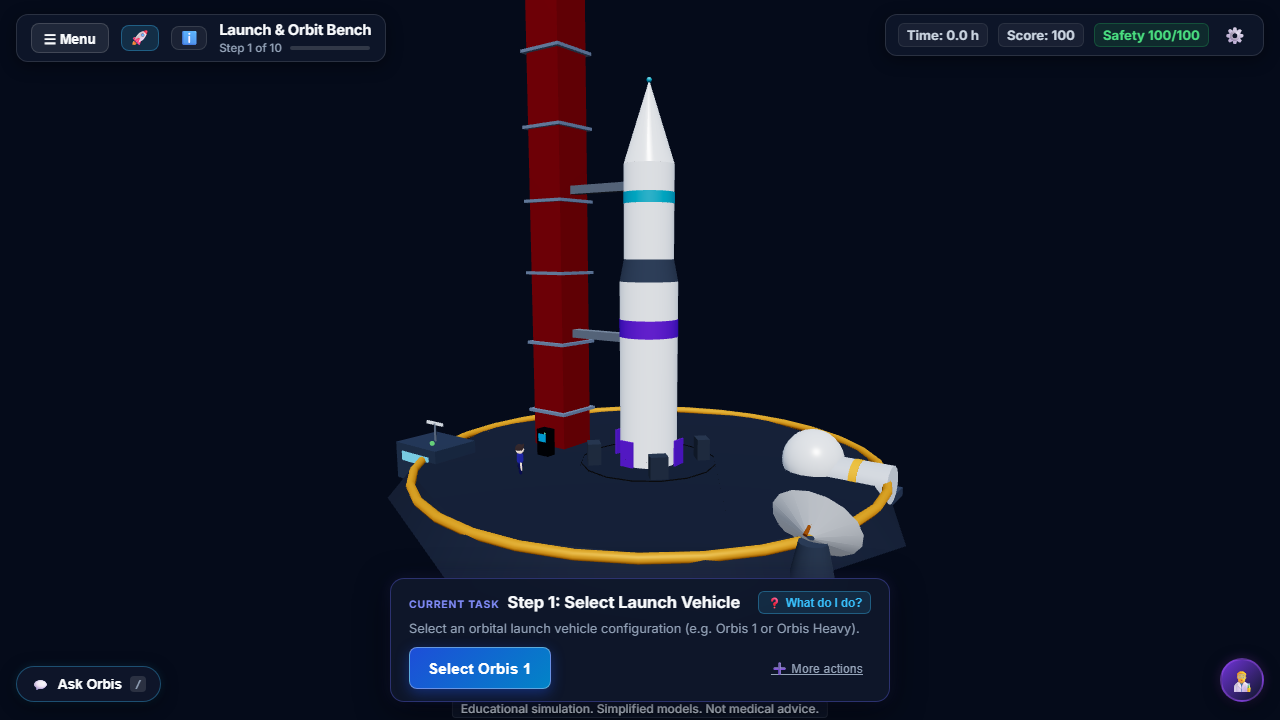 ☰ Menu
Launch & Orbit Bench
Step 1 of 10
Time: 0.0 h
Score: 100
Safety 100/100
CURRENT TASK Step 1: Select Launch Vehicle
❓ What do I do?
Select an orbital launch vehicle configuration (e.g. Orbis 1 or Orbis Heavy).
Select Orbis 1
➕ More actions
Ask Orbis /
Educational simulation. Simplified models. Not medical advice.